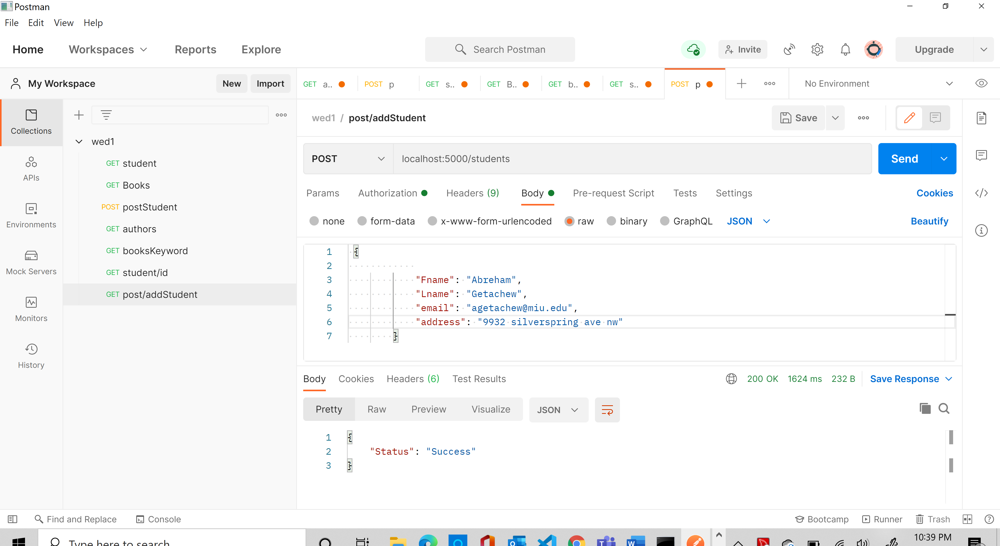 Postman
File Edit View Help
Home Workspaces Reports Explore Search Postman Invite Upgrade
My Workspace New Import GET a.. POST p GET s.. GET B.. GET b.. GET s.. POST p No Environment
Collections
APIs
Environments
Mock Servers
Monitors
History
wed1
GET student
GET Books
POST postStudent
GET authors
GET booksKeyword
GET student/id
GET post/addStudent
wed1 / post/addStudent Save
POST localhost:5000/students Send
Params Authorization Headers (9) Body Pre-request Script Tests Settings Cookies
none form-data x-www-form-urlencoded raw binary GraphQL JSON Beautify
1 {
2
3 "Fname": "Abreham",
4 "Lname": "Getachew",
5 "email": "agetachew@miu.edu",
6 "address": "9932 silverspring ave nw"
7 }
Body Cookies Headers (6) Test Results 200 OK 1624 ms 232 B Save Response
Pretty Raw Preview Visualize JSON
1 {
2 "Status": "Success"
3 }
Find and Replace Console Bootcamp Runner Trash
Type here to search 10:39 PM